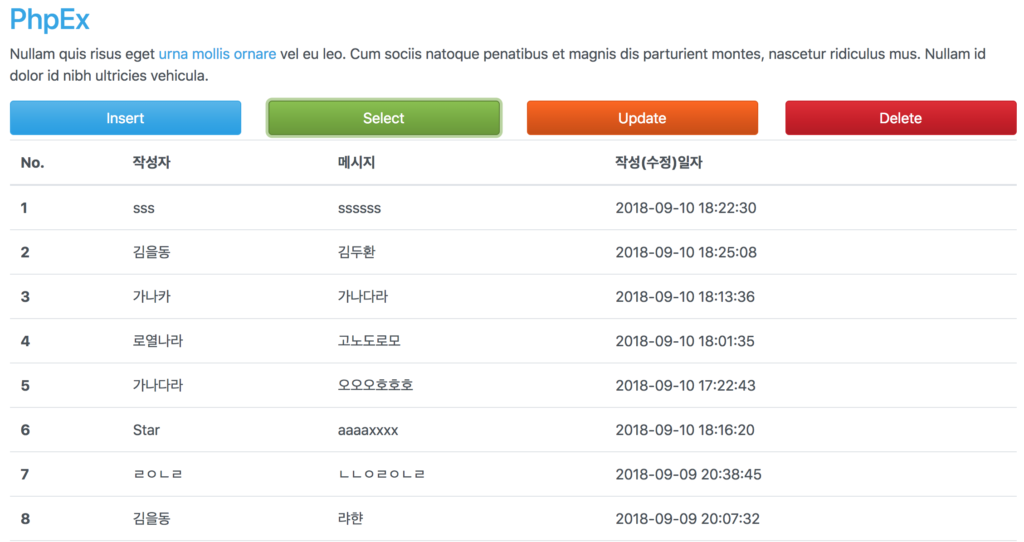 PhpEx
Nullam quis risus eget urna mollis ornare vel eu leo. Cum sociis natoque penatibus et magnis dis parturient montes, nascetur ridiculus mus. Nullam id
dolor id nibh ultricies vehicula.
Insert Select Update Delete
No. 작성자 메시지 작성(수정)일자
1 sss ssssss 2018-09-10 18:22:30
2 김을동 김두환 2018-09-10 18:25:08
3 가나카 가나다라 2018-09-10 18:13:36
4 로열나라 고노도로모 2018-09-10 18:01:35
5 가나다라 오오오호호호 2018-09-10 17:22:43
6 Star aaaaxxxx 2018-09-10 18:16:20
7 ㄹㅇㄴㄹ ㄴㄴㅇㄹㅇㄴㄹ 2018-09-09 20:38:45
8 김을동 랴햔 2018-09-09 20:07:32